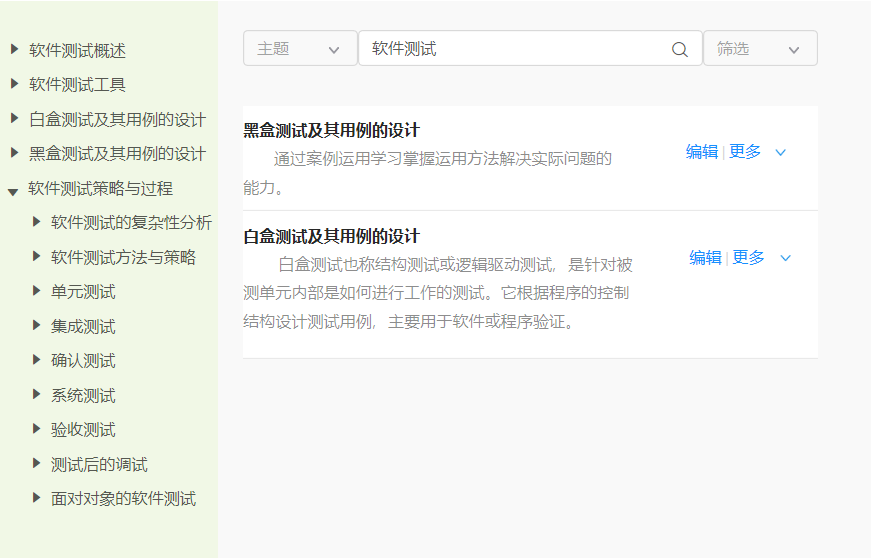 软件测试概述
软件测试工具
白盒测试及其用例的设计
黑盒测试及其用例的设计
软件测试策略与过程
软件测试的复杂性分析
软件测试方法与策略
单元测试
集成测试
确认测试
系统测试
验收测试
测试后的调试
面对对象的软件测试
主题 软件测试 筛选
黑盒测试及其用例的设计
通过案例运用学习掌握运用方法解决实际问题的
能力。
编辑|更多
白盒测试及其用例的设计
白盒测试也称结构测试或逻辑驱动测试，是针对被
测单元内部是如何进行工作的测试。它根据程序的控制
结构设计测试用例，主要用于软件或程序验证。
编辑|更多